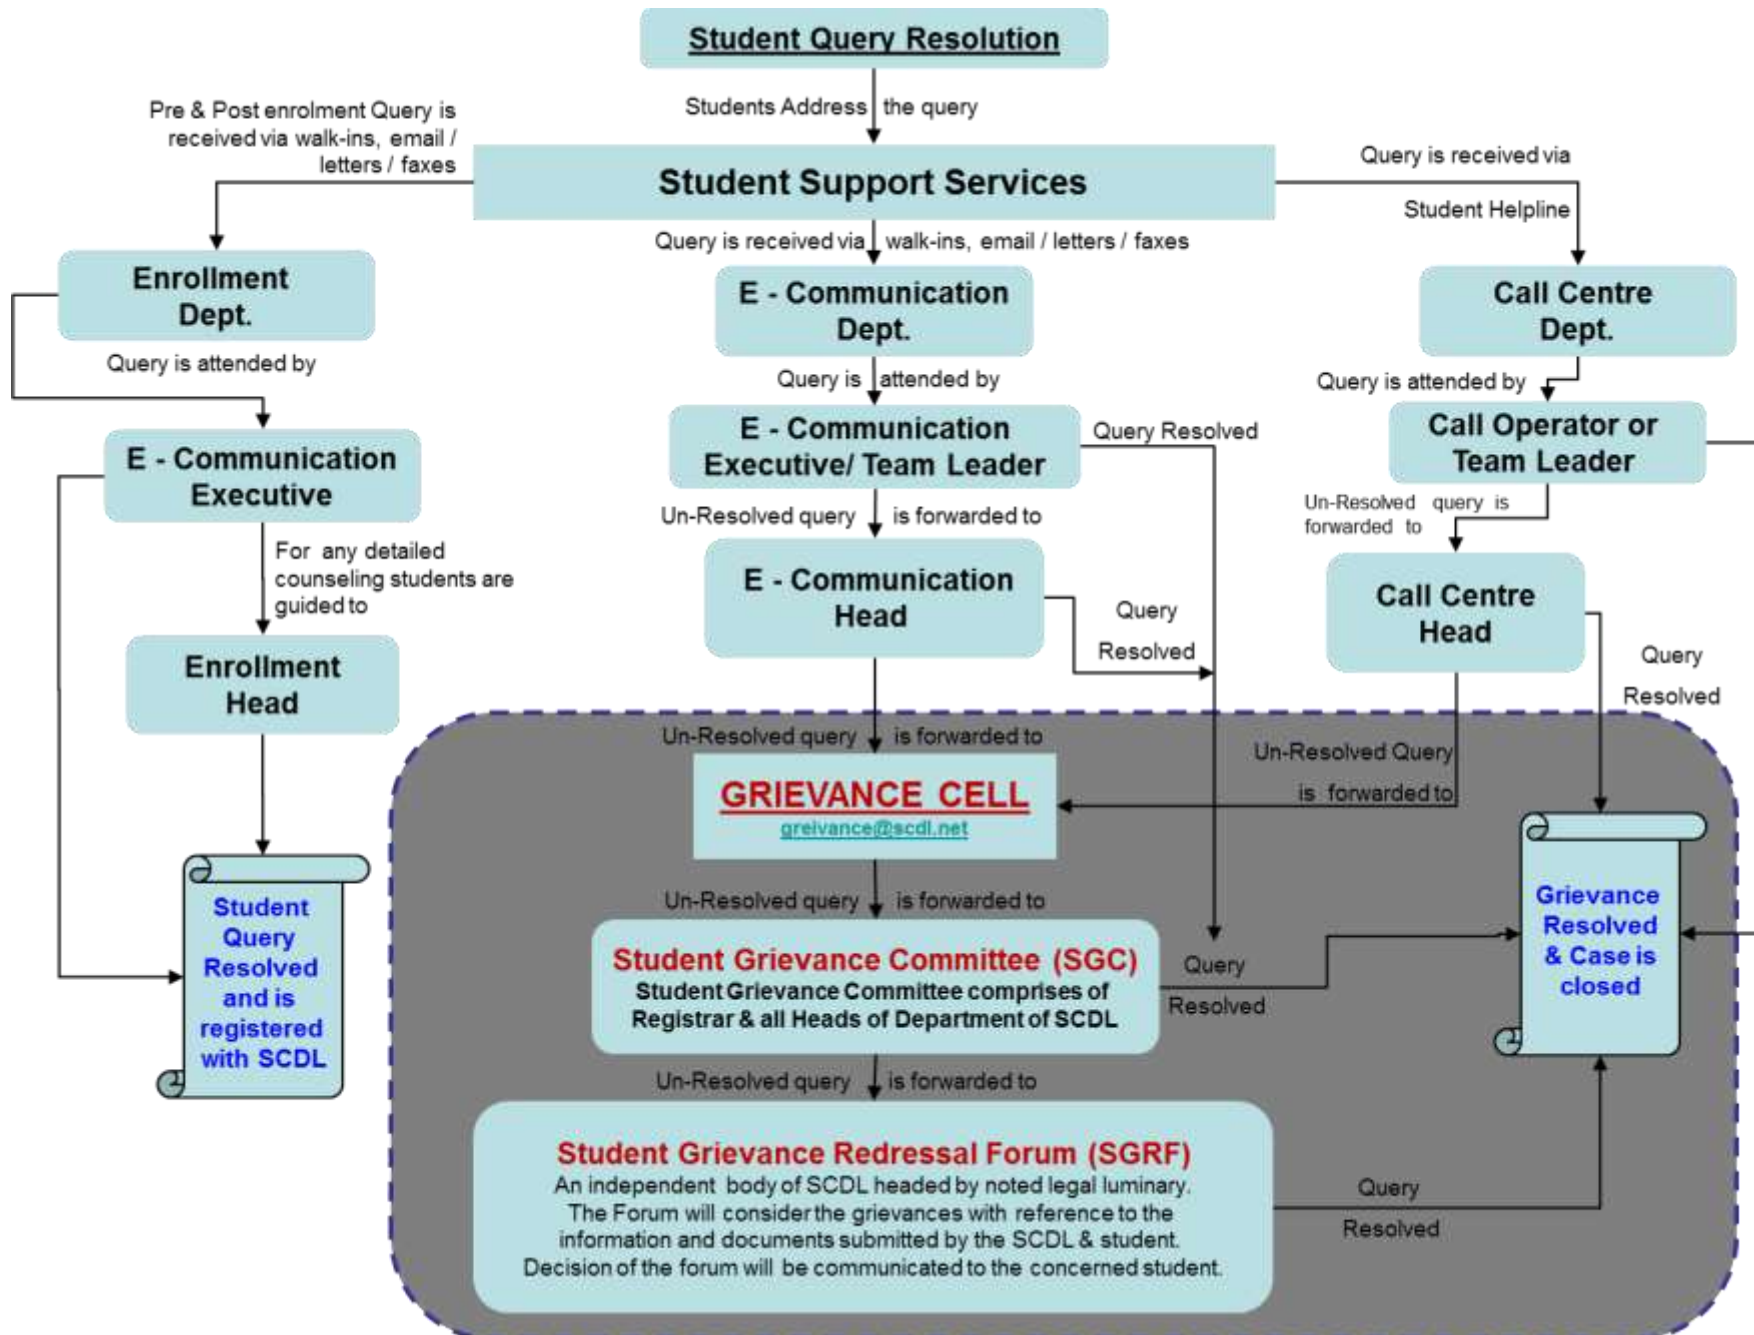 Student Query Resolution
Students Address the query
Pre & Post enrolment Query is
received via walk-ins, email /
letters / faxes
Student Support Services
Query is received via
Student Helpline
Query is received via walk-ins, email / letters / faxes
Enrollment
Dept.
E - Communication
Dept.
Call Centre
Dept.
Query is attended by
Query is attended by
Query is attended by
E - Communication
Executive
E - Communication
Executive/ Team Leader
Query Resolved
Call Operator or
Team Leader
For any detailed
counseling students are
guided to
Un-Resolved query is forwarded to
Un-Resolved query is
forwarded to
Enrollment
Head
E - Communication
Head
Query
Resolved
Call Centre
Head
Query
Resolved
Un-Resolved query is forwarded to
Un-Resolved Query
is forwarded to
GRIEVANCE CELL
greivance@scdl.net
Student
Query
Resolved
and is
registered
with SCDL
Un-Resolved query is forwarded to
Student Grievance Committee (SGC)
Student Grievance Committee comprises of
Registrar & all Heads of Department of SCDL
Query
Resolved
Grievance
Resolved
& Case is
closed
Un-Resolved query is forwarded to
Student Grievance Redressal Forum (SGRF)
An independent body of SCDL headed by noted legal luminary.
The Forum will consider the grievances with reference to the
information and documents submitted by the SCDL & student.
Decision of the forum will be communicated to the concerned student.
Query
Resolved